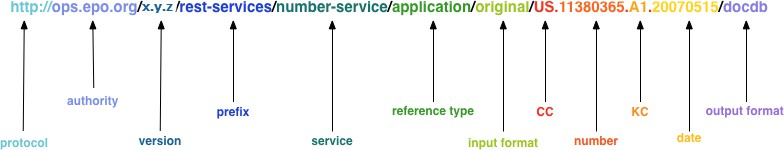 http://ops.epo.org/x.y.z/rest-services/number-service/application/original/US.11380365.A1.20070515/docdb
authority
prefix reference type CC KC output format
protocol version service input format number date